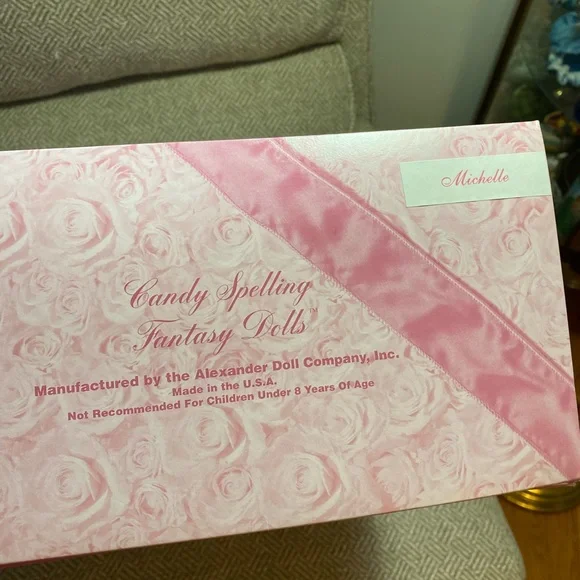 Michelle
Candy Spelling
Fantasy Dolls™
Manufactured by the Alexander Doll Company, Inc.
Made in the U.S.A.
Not Recommended For Children Under 8 Years Of Age